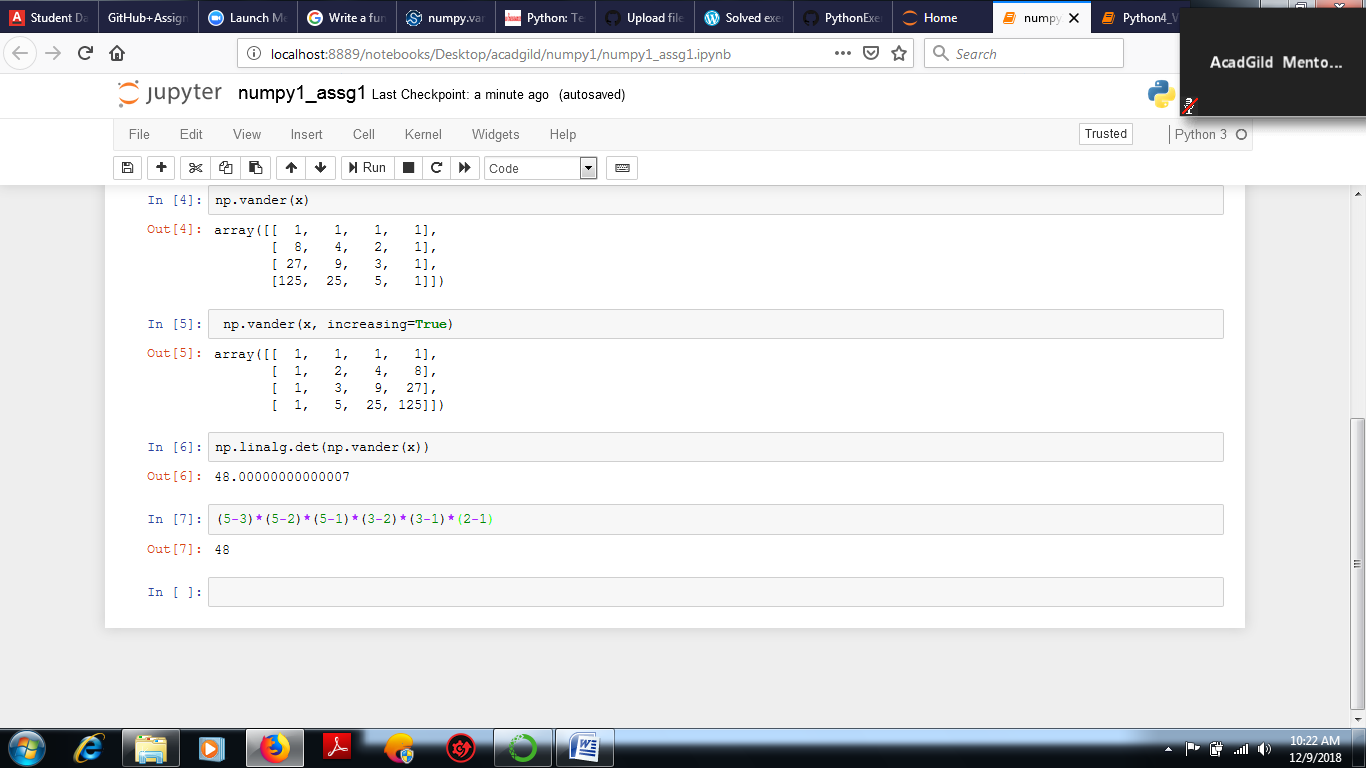 Student Da
GitHub+Assign
Launch Me
Write a fun
numpy.van
Python: Te
Upload file
Solved exe
PythonExer
Home
numpy
Python4_V
localhost:8889/notebooks/Desktop/acadgild/numpy1/numpy1_assg1.ipynb
Search
AcadGild Mento...
jupyter numpy1_assg1 Last Checkpoint: a minute ago (autosaved)
File Edit View Insert Cell Kernel Widgets Help
Trusted
Python 3
Run
Code
In [4]: np.vander(x)
Out[4]: array([[  1,   1,   1,   1],
       [  8,   4,   2,   1],
       [ 27,   9,   3,   1],
       [125,  25,   5,   1]])
In [5]: np.vander(x, increasing=True)
Out[5]: array([[  1,   1,   1,   1],
       [  1,   2,   4,   8],
       [  1,   3,   9,  27],
       [  1,   5,  25, 125]])
In [6]: np.linalg.det(np.vander(x))
Out[6]: 48.00000000000007
In [7]: (5-3)*(5-2)*(5-1)*(3-2)*(3-1)*(2-1)
Out[7]: 48
In [ ]:
10:22 AM
12/9/2018